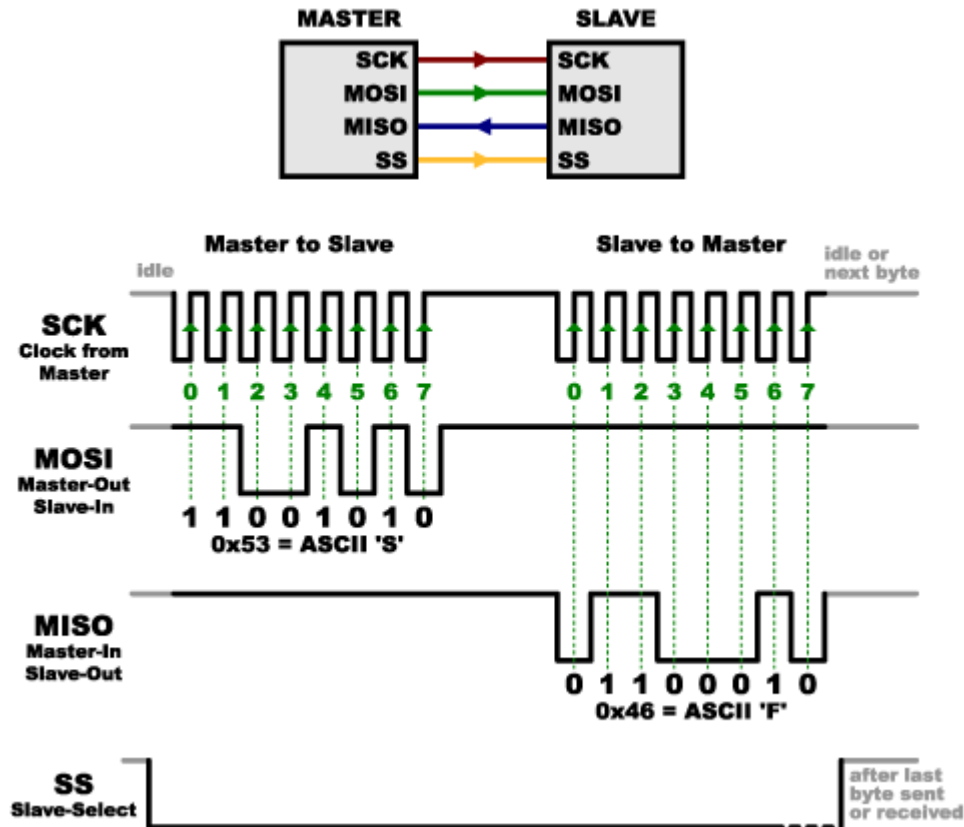 MASTER SLAVE
SCK SCK
MOSI MOSI
MISO MISO
SS SS
Master to Slave Slave to Master
idle
idle or
next byte
SCK
Clock from
Master
0 1 2 3 4 5 6 7 0 1 2 3 4 5 6 7
MOSI
Master-Out
Slave-In
1 1 0 0 1 0 1 0
0x53 = ASCII 'S'
MISO
Master-In
Slave-Out
0 1 1 0 0 0 1 0
0x46 = ASCII 'F'
SS
Slave-Select
after last
byte sent
or received